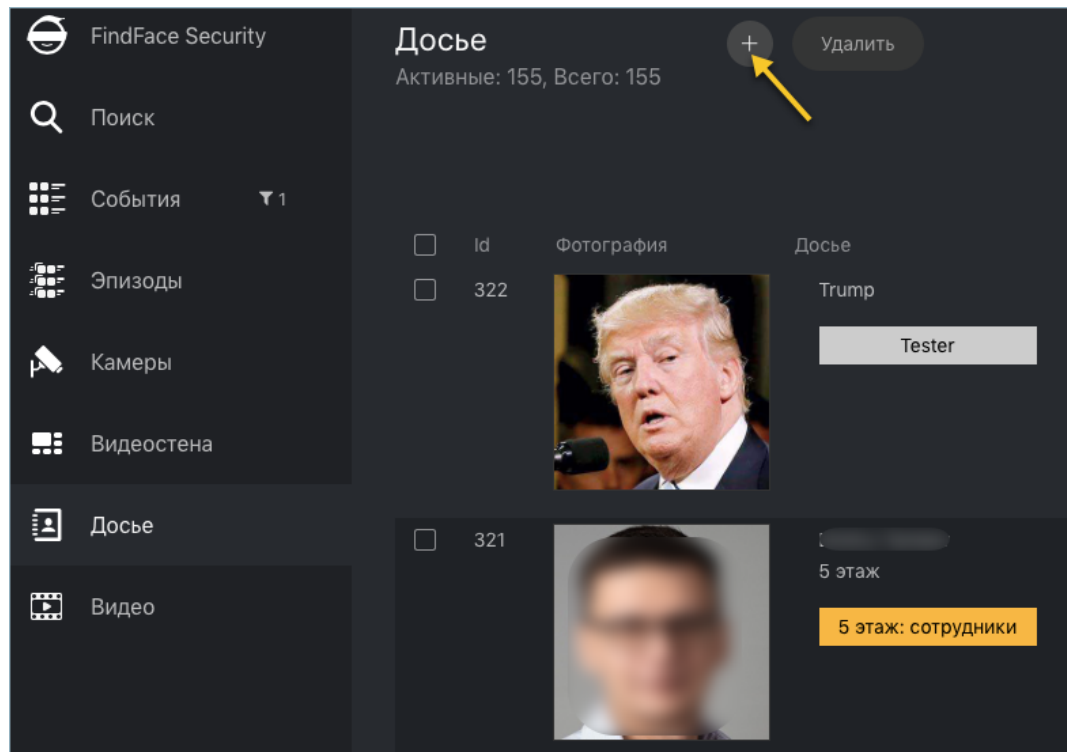 FindFace Security
Поиск
События 1
Эпизоды
Камеры
Видеостена
Досье
Видео
Досье
Удалить
Активные: 155, Всего: 155
Id Фотография Досье
322 Trump
Tester
321
5 этаж
5 этаж: сотрудники